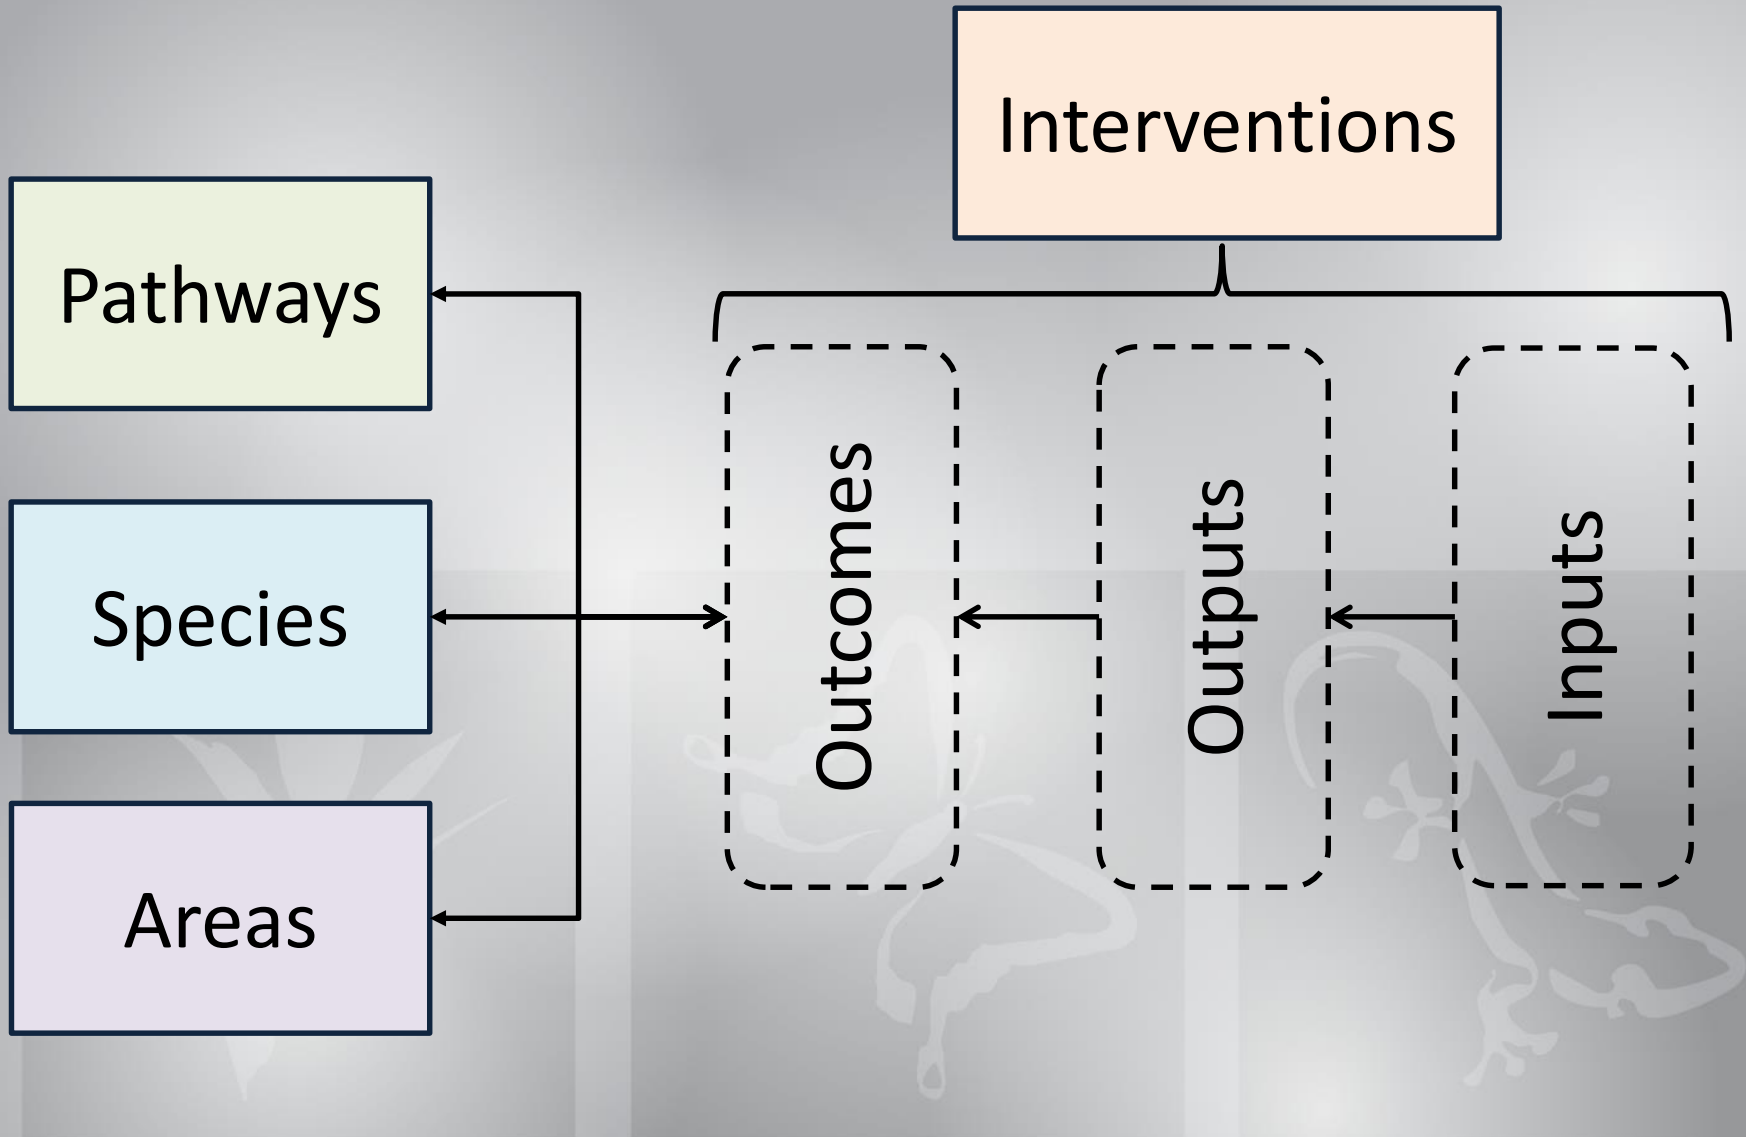 Interventions
Pathways
Species
Areas
Outcomes
Outputs
Inputs